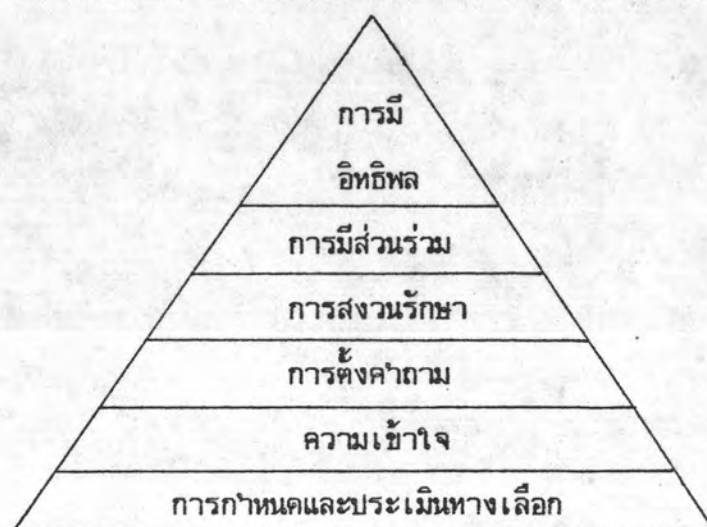 การมี
อิทธิพล
การมีส่วนร่วม
การสงวนรักษา
การตั้งคำถาม
ความเข้าใจ
การกำหนดและประเมินทางเลือก